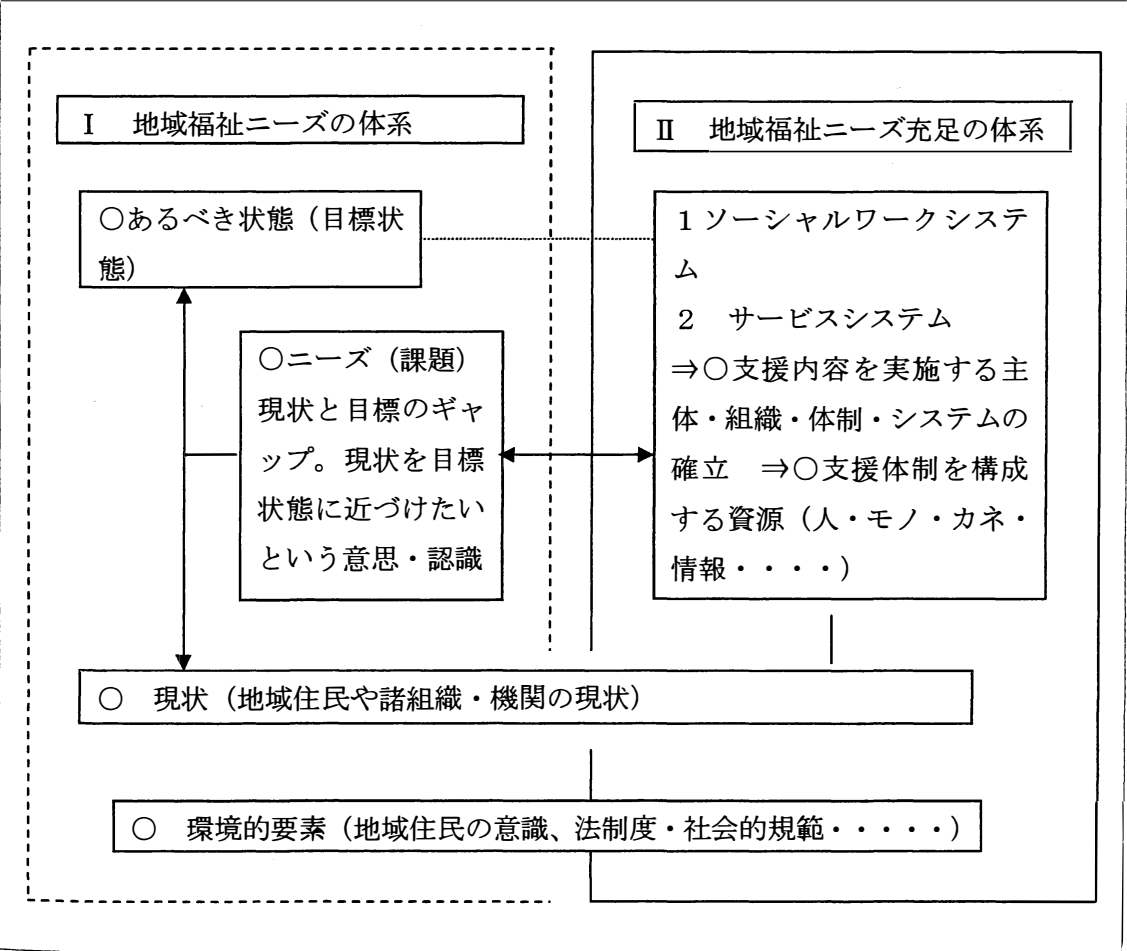 Ⅰ　地域福祉ニーズの体系
○あるべき状態（目標状
態）
○ニーズ（課題）
現状と目標のギャ
ップ。現状を目標
状態に近づけたい
という意思・認識
Ⅱ　地域福祉ニーズ充足の体系
１ソーシャルワークシステ
ム
２　サービスシステム
⇒○支援内容を実施する主
体・組織・体制・システムの
確立　⇒○支援体制を構成
する資源（人・モノ・カネ・
情報・・・・）
○　現状（地域住民や諸組織・機関の現状）
○　環境的要素（地域住民の意識、法制度・社会的規範・・・・・）